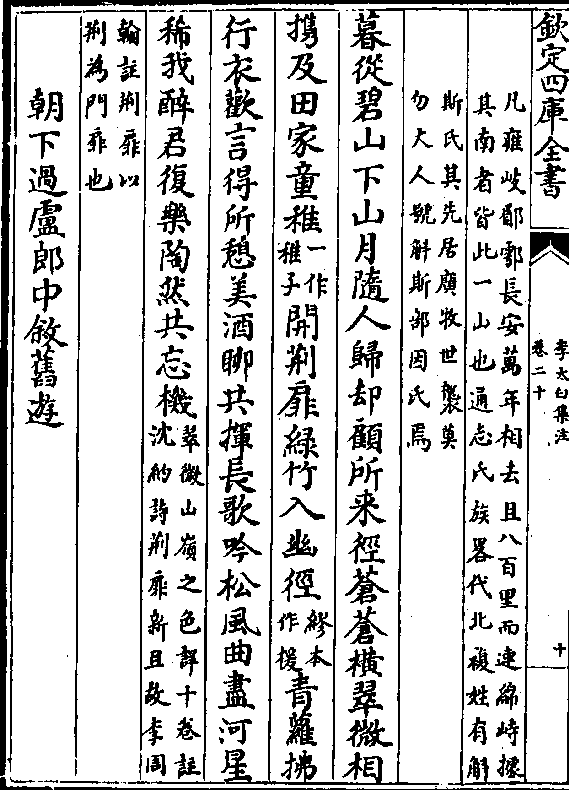 欽定四庫全書
李太白集注
卷二十
十
凡雍岐郿鄠長安萬年相去且八百里而連綿峙據
其南者皆此一山也通志氏族畧代北複姓有斛
斯氏其先居廣牧世襲莫
勿大人號斛斯部因氏焉
暮從碧山下山月隨人歸却顧所来徑蒼蒼橫翠微相
攜及田家童稚一作
稚子開荆扉綠竹入幽徑繆本
作援青蘿拂
行衣歡言得所憩美酒聊共揮長歌吟松風曲盡河星
稀我醉君復樂陶然共忘機萃微山嶺之色詳十卷註
沈約詩荆扉新且故李周
翰註荆扉以
荆為門扉也
朝下過盧郎中敘舊遊